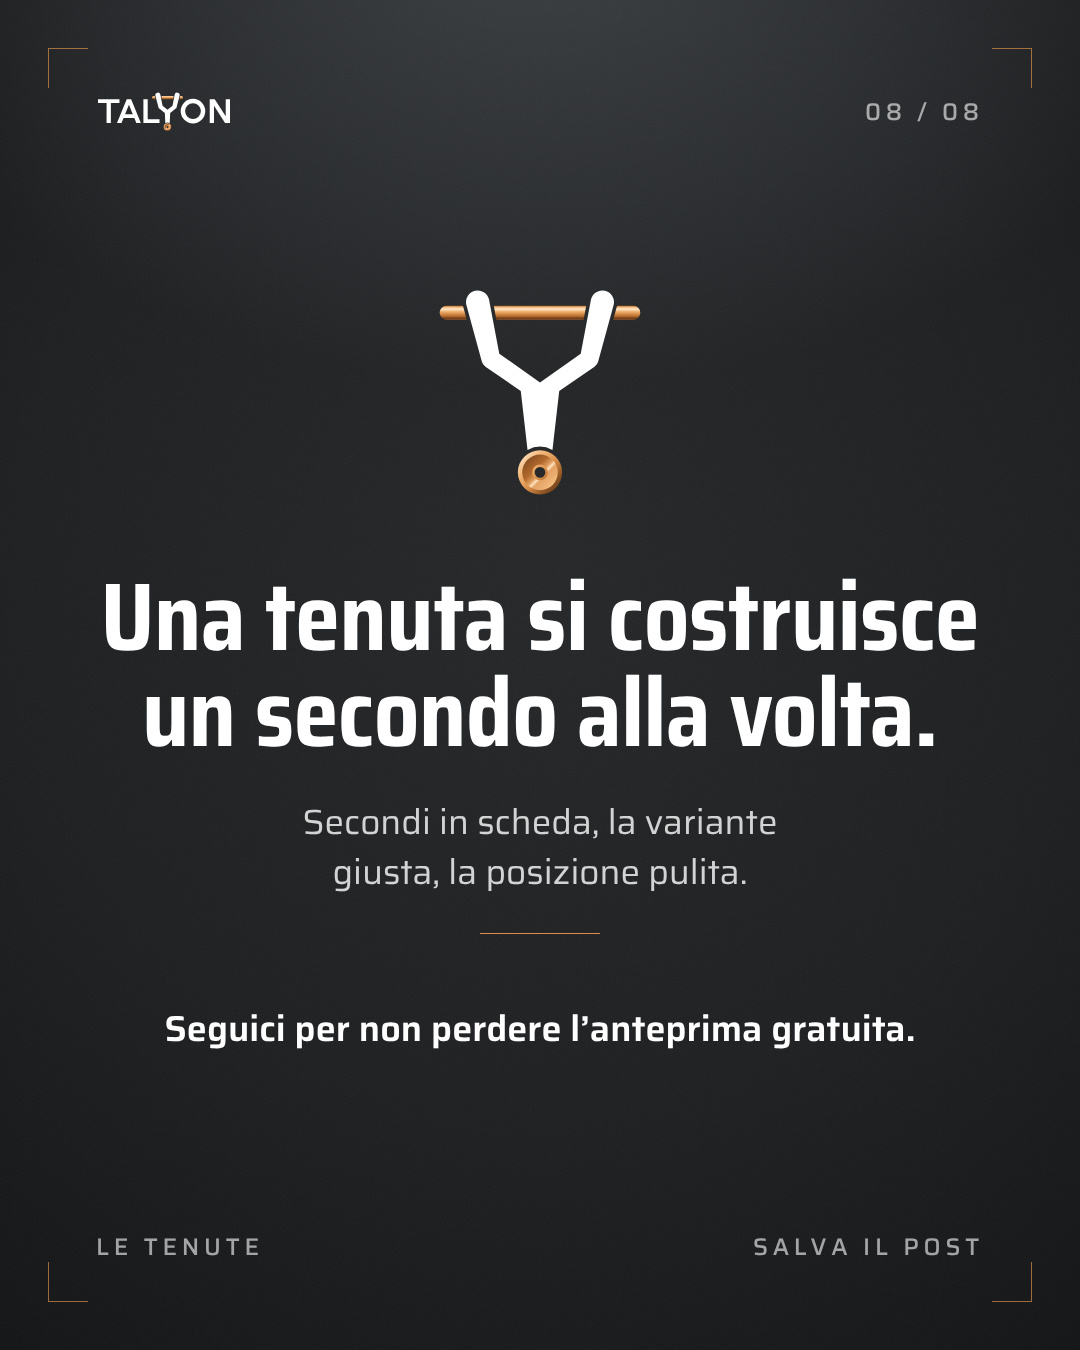 TALYON
08 / 08
Una tenuta si costruisce
un secondo alla volta.
Secondi in scheda, la variante
giusta, la posizione pulita.
Seguici per non perdere l’anteprima gratuita.
LE TENUTE
SALVA IL POST